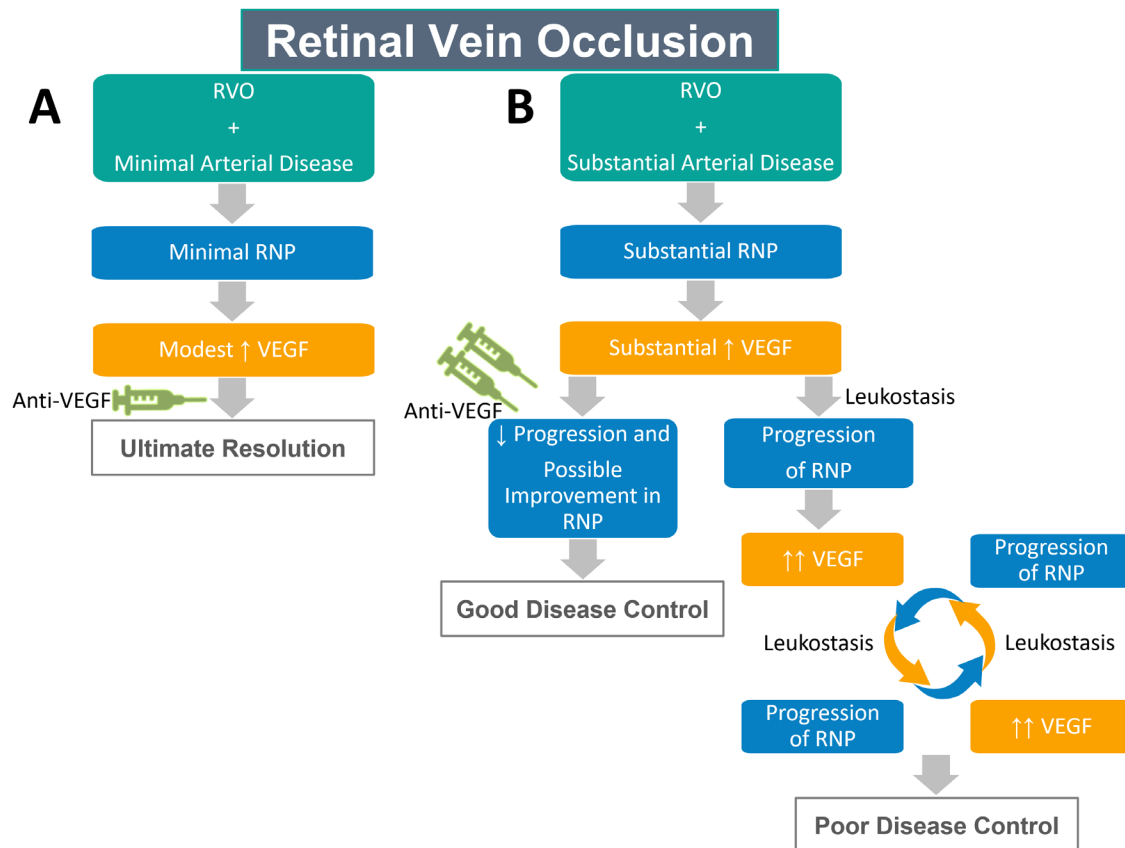 Retinal Vein Occlusion
A
RVO
+
Minimal Arterial Disease
Minimal RNP
Modest ↑ VEGF
Anti-VEGF
Ultimate Resolution
B
RVO
+
Substantial Arterial Disease
Substantial RNP
Substantial ↑ VEGF
Anti-VEGF
↓ Progression and
Possible
Improvement in
RNP
Good Disease Control
Leukostasis
Progression
of RNP
↑↑ VEGF
Progression
of RNP
Leukostasis
Leukostasis
Progression
of RNP
↑↑ VEGF
Poor Disease Control